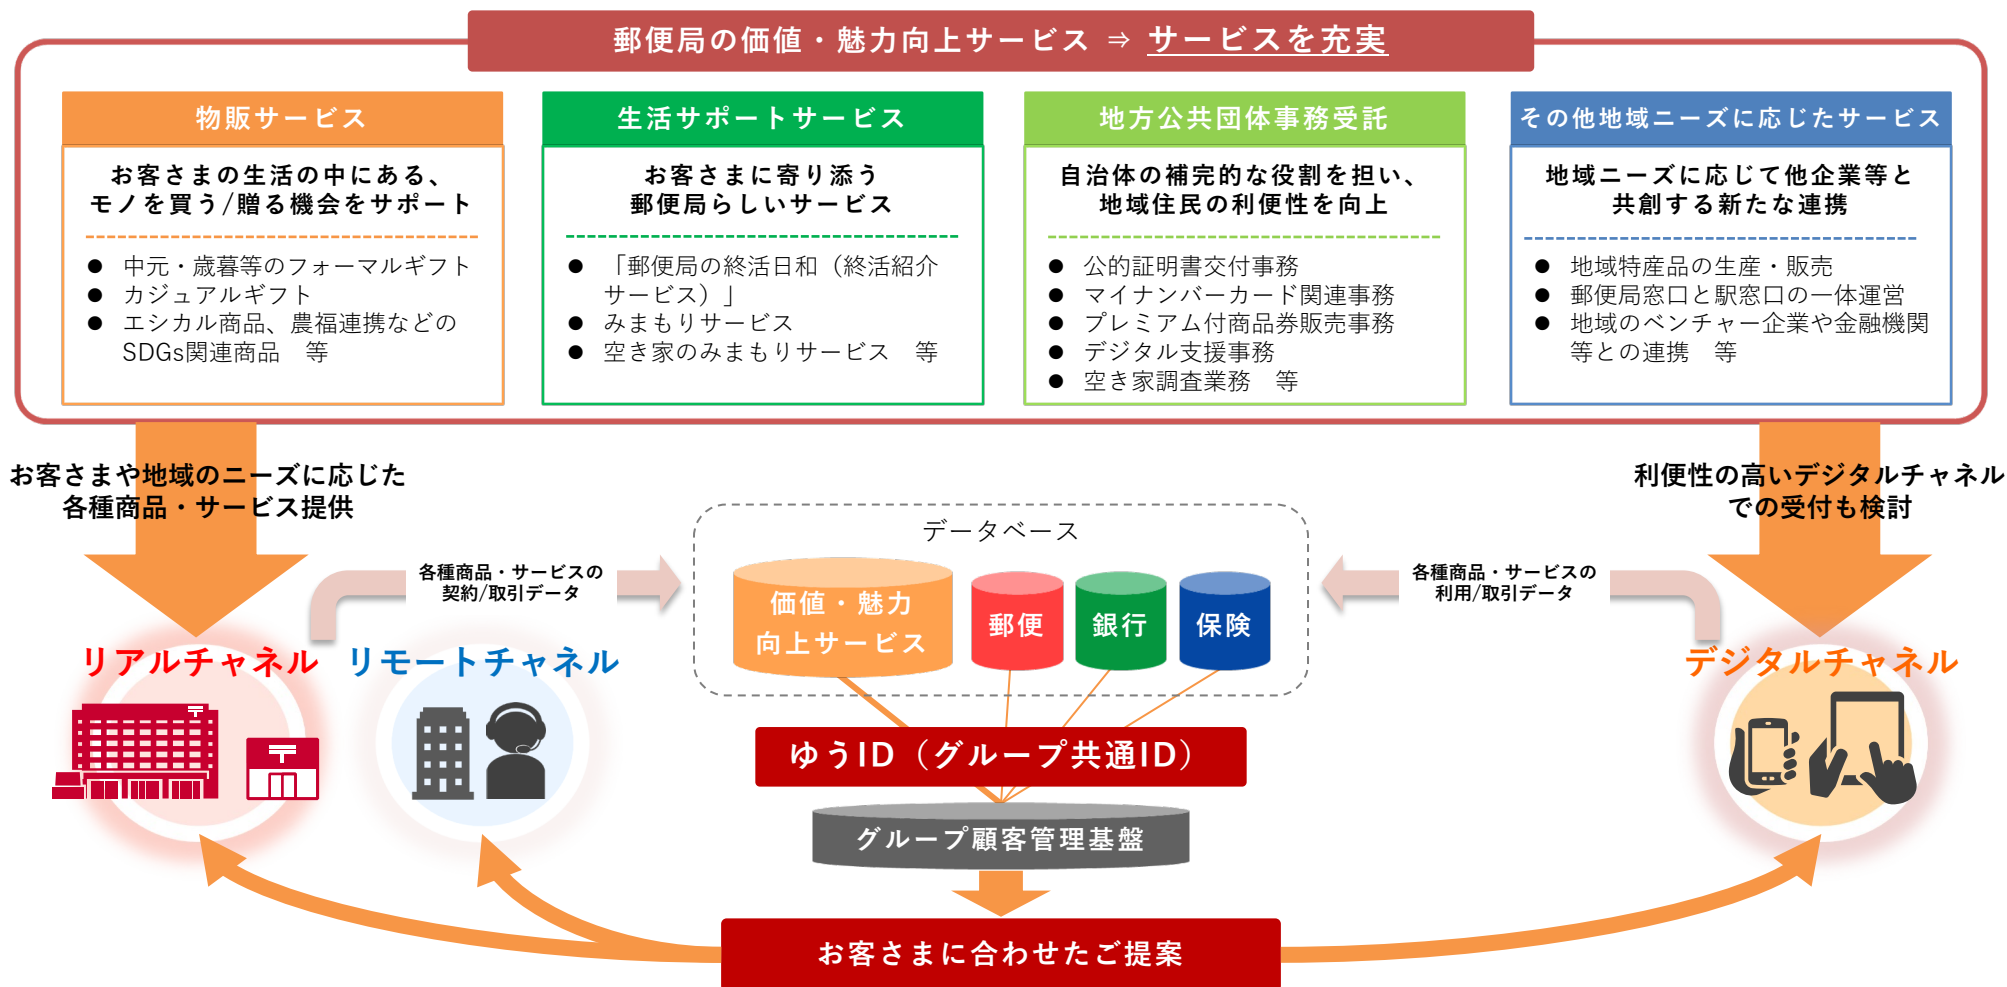 郵便局の価値・魅力向上サービス ⇒ サービスを充実
物販サービス
お客さまの生活の中にある、
モノを買う/贈る機会をサポート
● 中元・歳暮等のフォーマルギフト
● カジュアルギフト
● エシカル商品、農福連携などの
SDGs関連商品　等
生活サポートサービス
お客さまに寄り添う
郵便局らしいサービス
● 「郵便局の終活日和（終活紹介
サービス）」
● みまもりサービス
● 空き家のみまもりサービス　等
地方公共団体事務受託
自治体の補完的な役割を担い、
地域住民の利便性を向上
● 公的証明書交付事務
● マイナンバーカード関連事務
● プレミアム付商品券販売事務
● デジタル支援事務
● 空き家調査業務　等
その他地域ニーズに応じたサービス
地域ニーズに応じて他企業等と
共創する新たな連携
● 地域特産品の生産・販売
● 郵便局窓口と駅窓口の一体運営
● 地域のベンチャー企業や金融機関
等との連携　等
お客さまや地域のニーズに応じた
各種商品・サービス提供
利便性の高いデジタルチャネル
での受付も検討
データベース
各種商品・サービスの
契約/取引データ
価値・魅力
向上サービス
郵便
銀行
保険
各種商品・サービスの
利用/取引データ
リアルチャネル
リモートチャネル
デジタルチャネル
ゆうID（グループ共通ID）
グループ顧客管理基盤
お客さまに合わせたご提案